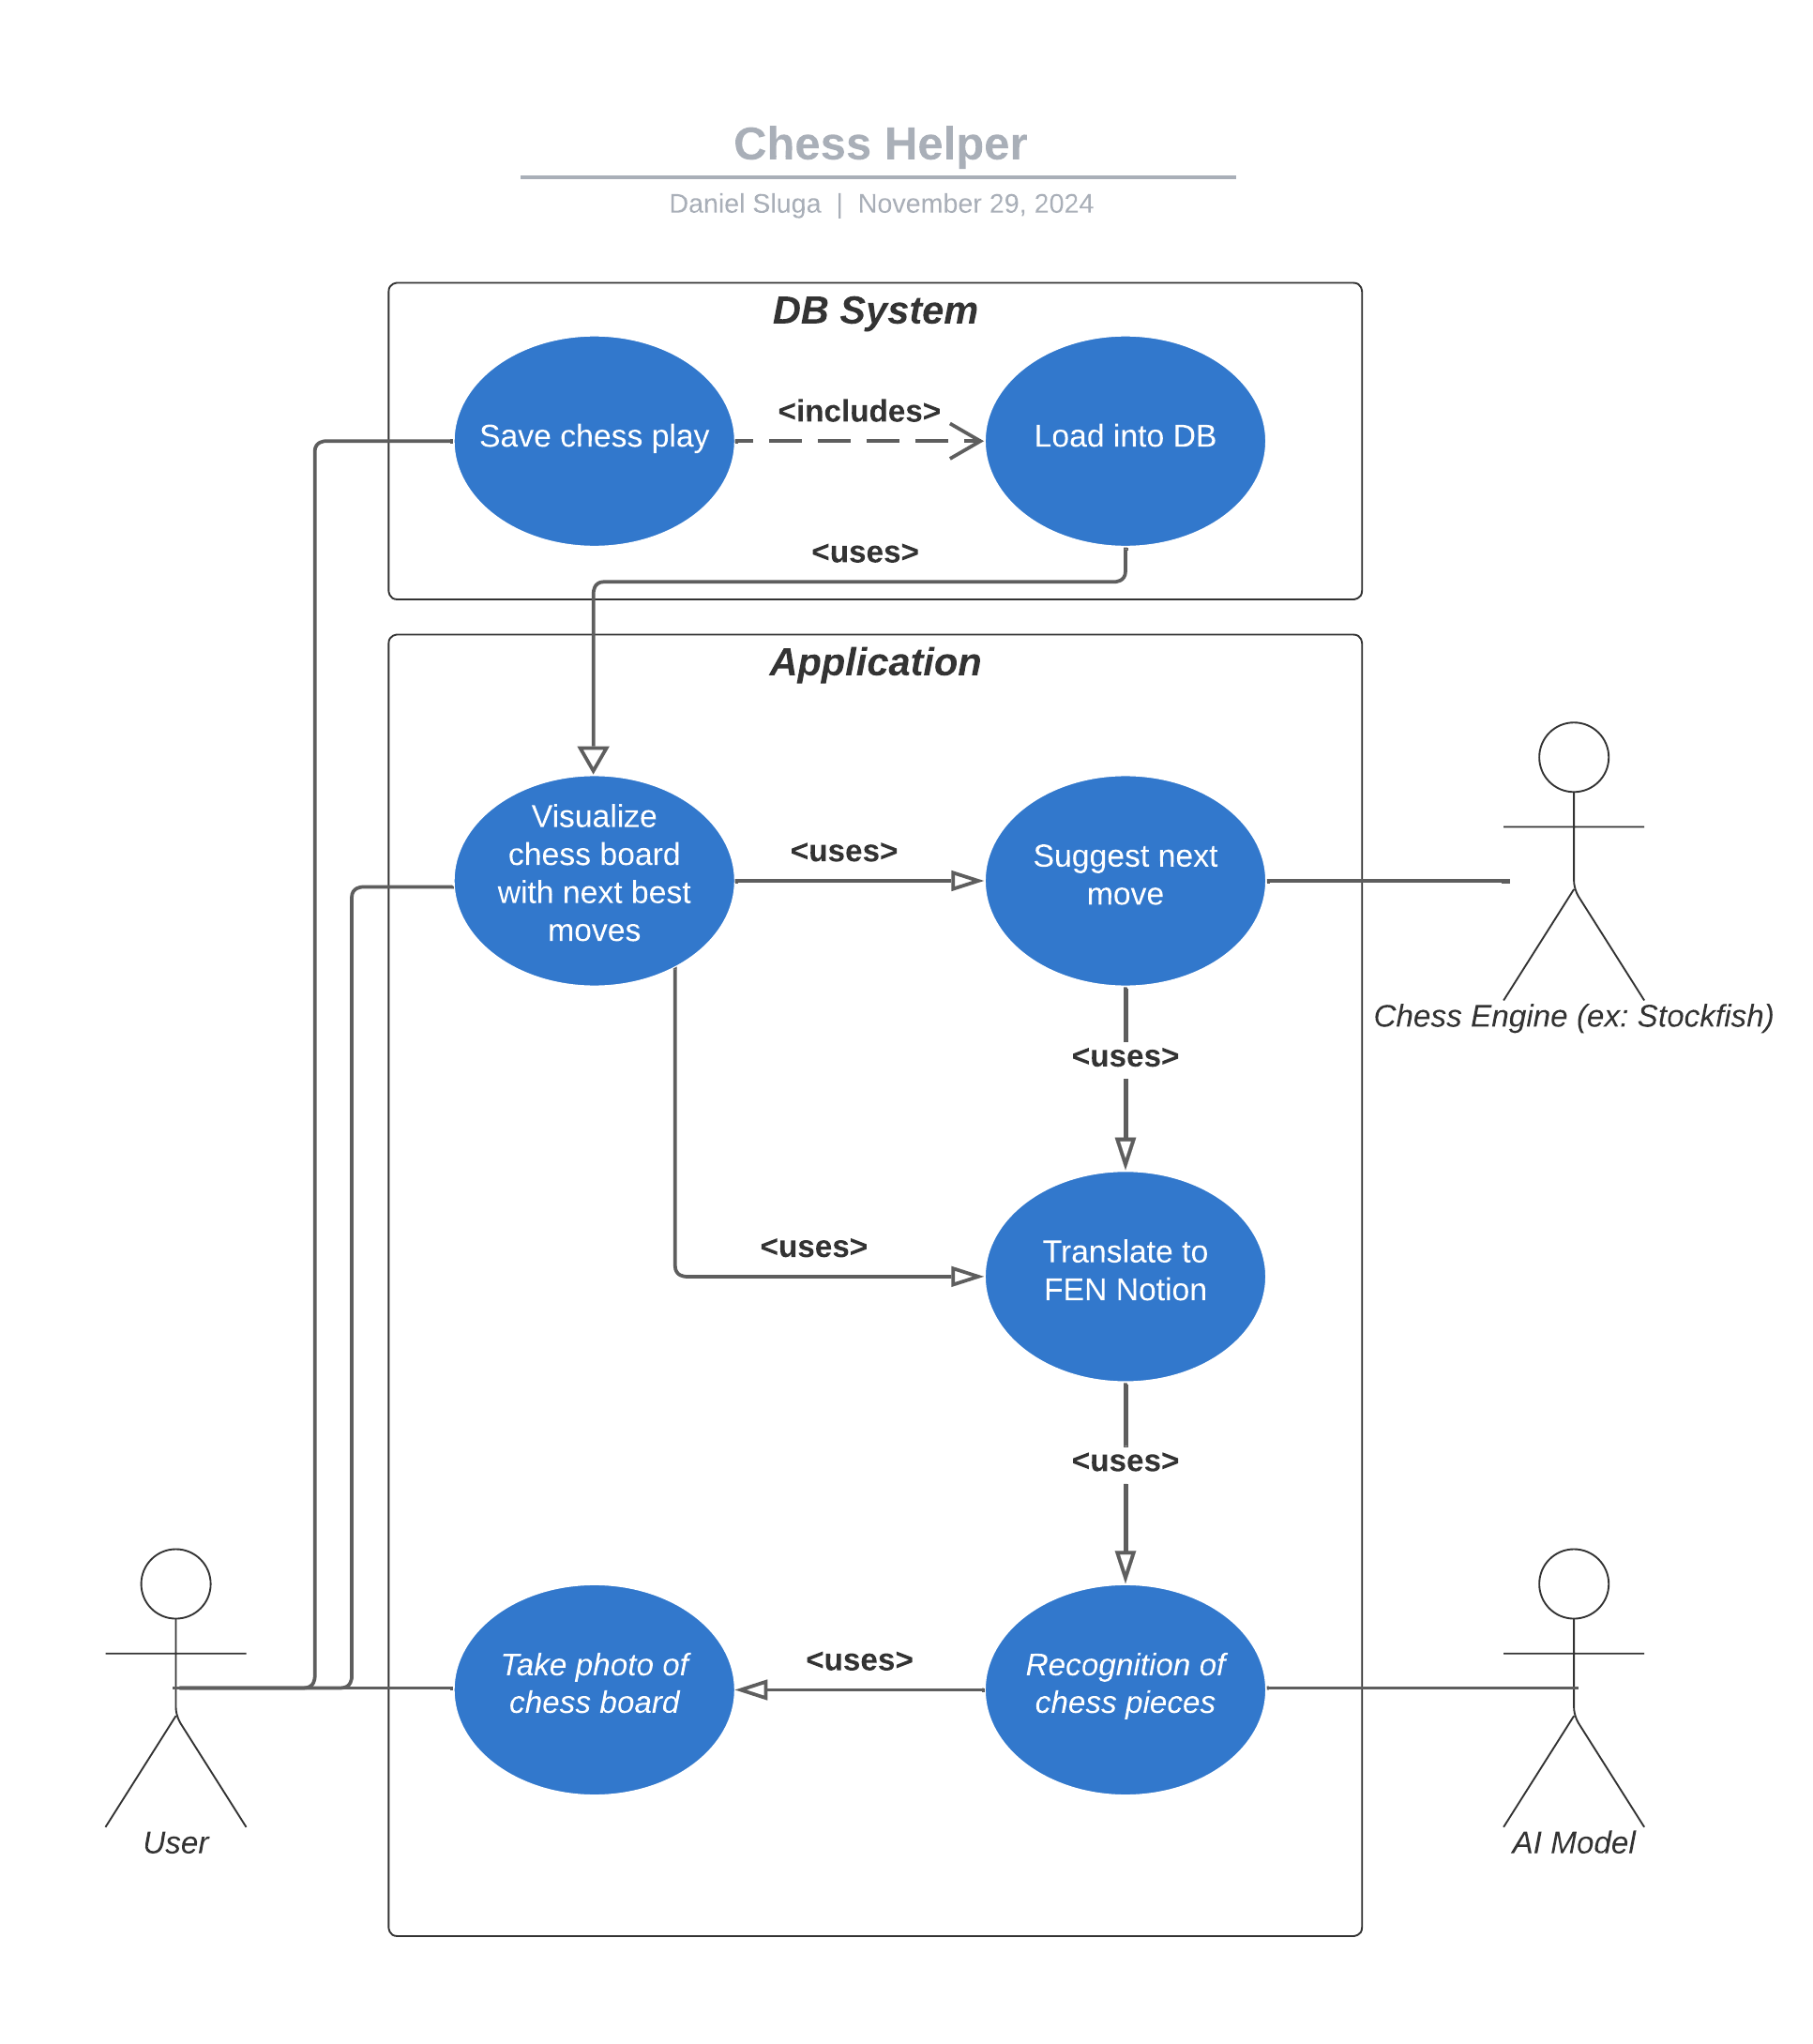 Chess Helper
Daniel Sluga | November 29, 2024
DB System
Save chess play
<includes>
Load into DB
<uses>
Application
Visualize
chess board
with next best
moves
<uses>
Suggest next
move
Chess Engine (ex: Stockfish)
<uses>
<uses>
Translate to
FEN Notion
<uses>
Take photo of
chess board
<uses>
Recognition of
chess pieces
User
AI Model